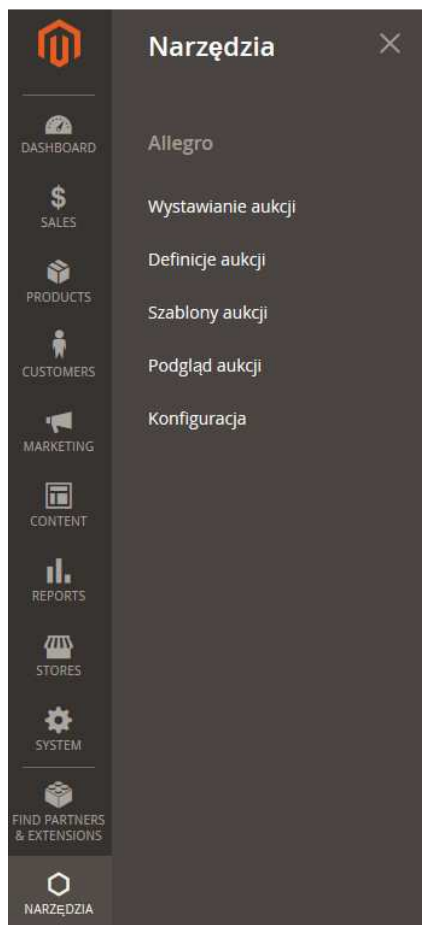 Narzędzia
Allegro
Wystawianie aukcji
Definicje aukcji
Szablony aukcji
Podgląd aukcji
Konfiguracja
DASHBOARD
SALES
PRODUCTS
CUSTOMERS
MARKETING
CONTENT
REPORTS
STORES
SYSTEM
FIND PARTNERS
& EXTENSIONS
NARZĘDZIA